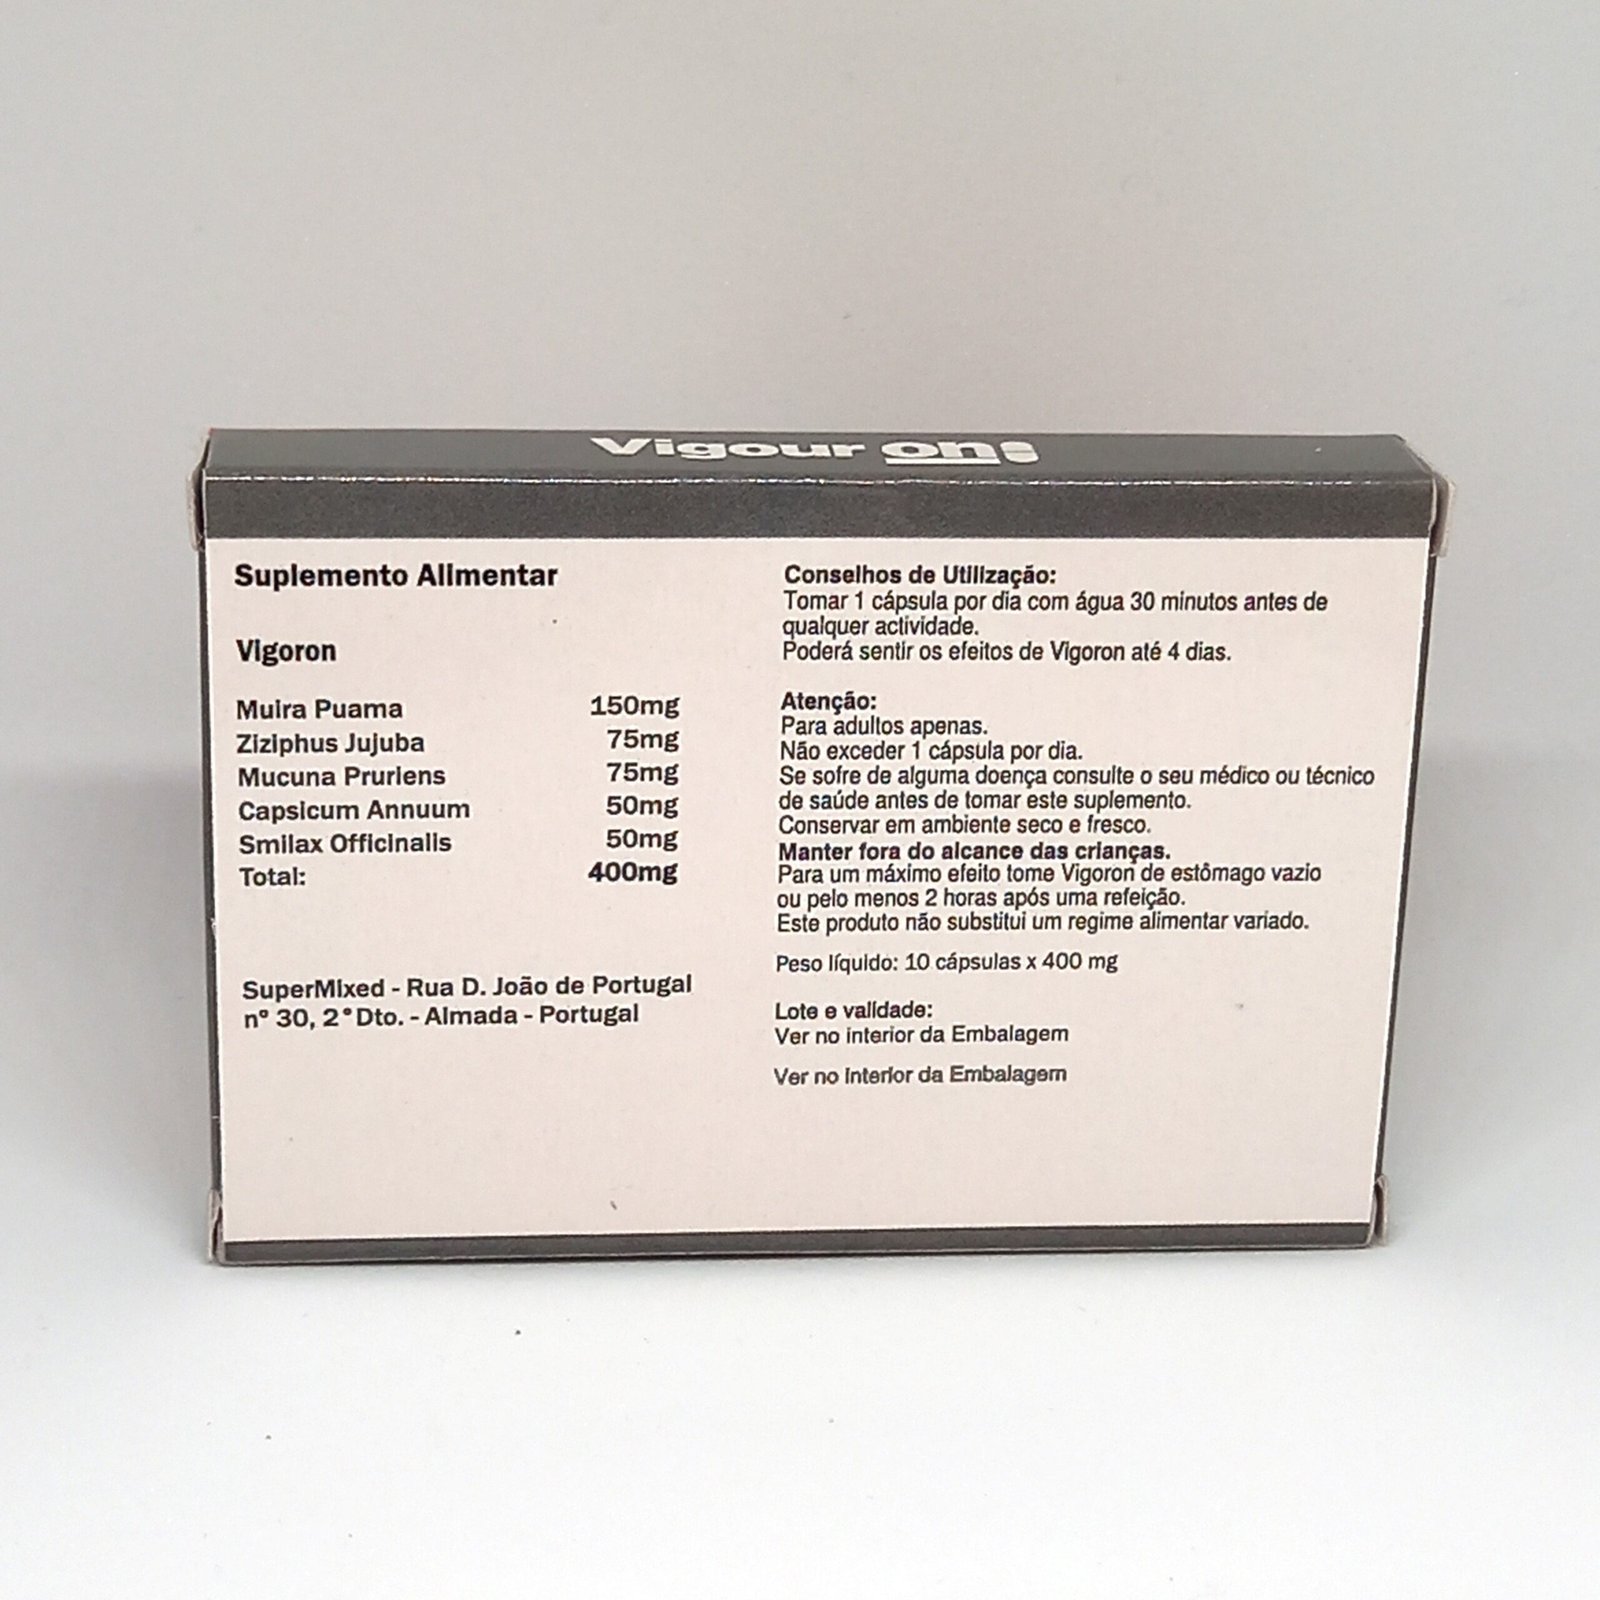 Vigour on:
Suplemento Alimentar
Vigoron
Muira Puama 150mg
Ziziphus Jujuba 75mg
Mucuna Pruriens 75mg
Capsicum Annuum 50mg
Smilax Officinalis 50mg
Total: 400mg
SuperMixed - Rua D. João de Portugal
nº 30, 2º Dto. - Almada - Portugal
Conselhos de Utilização:
Tomar 1 cápsula por dia com água 30 minutos antes de
qualquer actividade.
Poderá sentir os efeitos de Vigoron até 4 dias.
Atenção:
Para adultos apenas.
Não exceder 1 cápsula por dia.
Se sofre de alguma doença consulte o seu médico ou técnico
de saúde antes de tomar este suplemento.
Conservar em ambiente seco e fresco.
Manter fora do alcance das crianças.
Para um máximo efeito tome Vigoron de estômago vazio
ou pelo menos 2 horas após uma refeição.
Este produto não substitui um regime alimentar variado.
Peso líquido: 10 cápsulas x 400 mg
Lote e validade:
Ver no interior da Embalagem
Ver no Interior da Embalagem